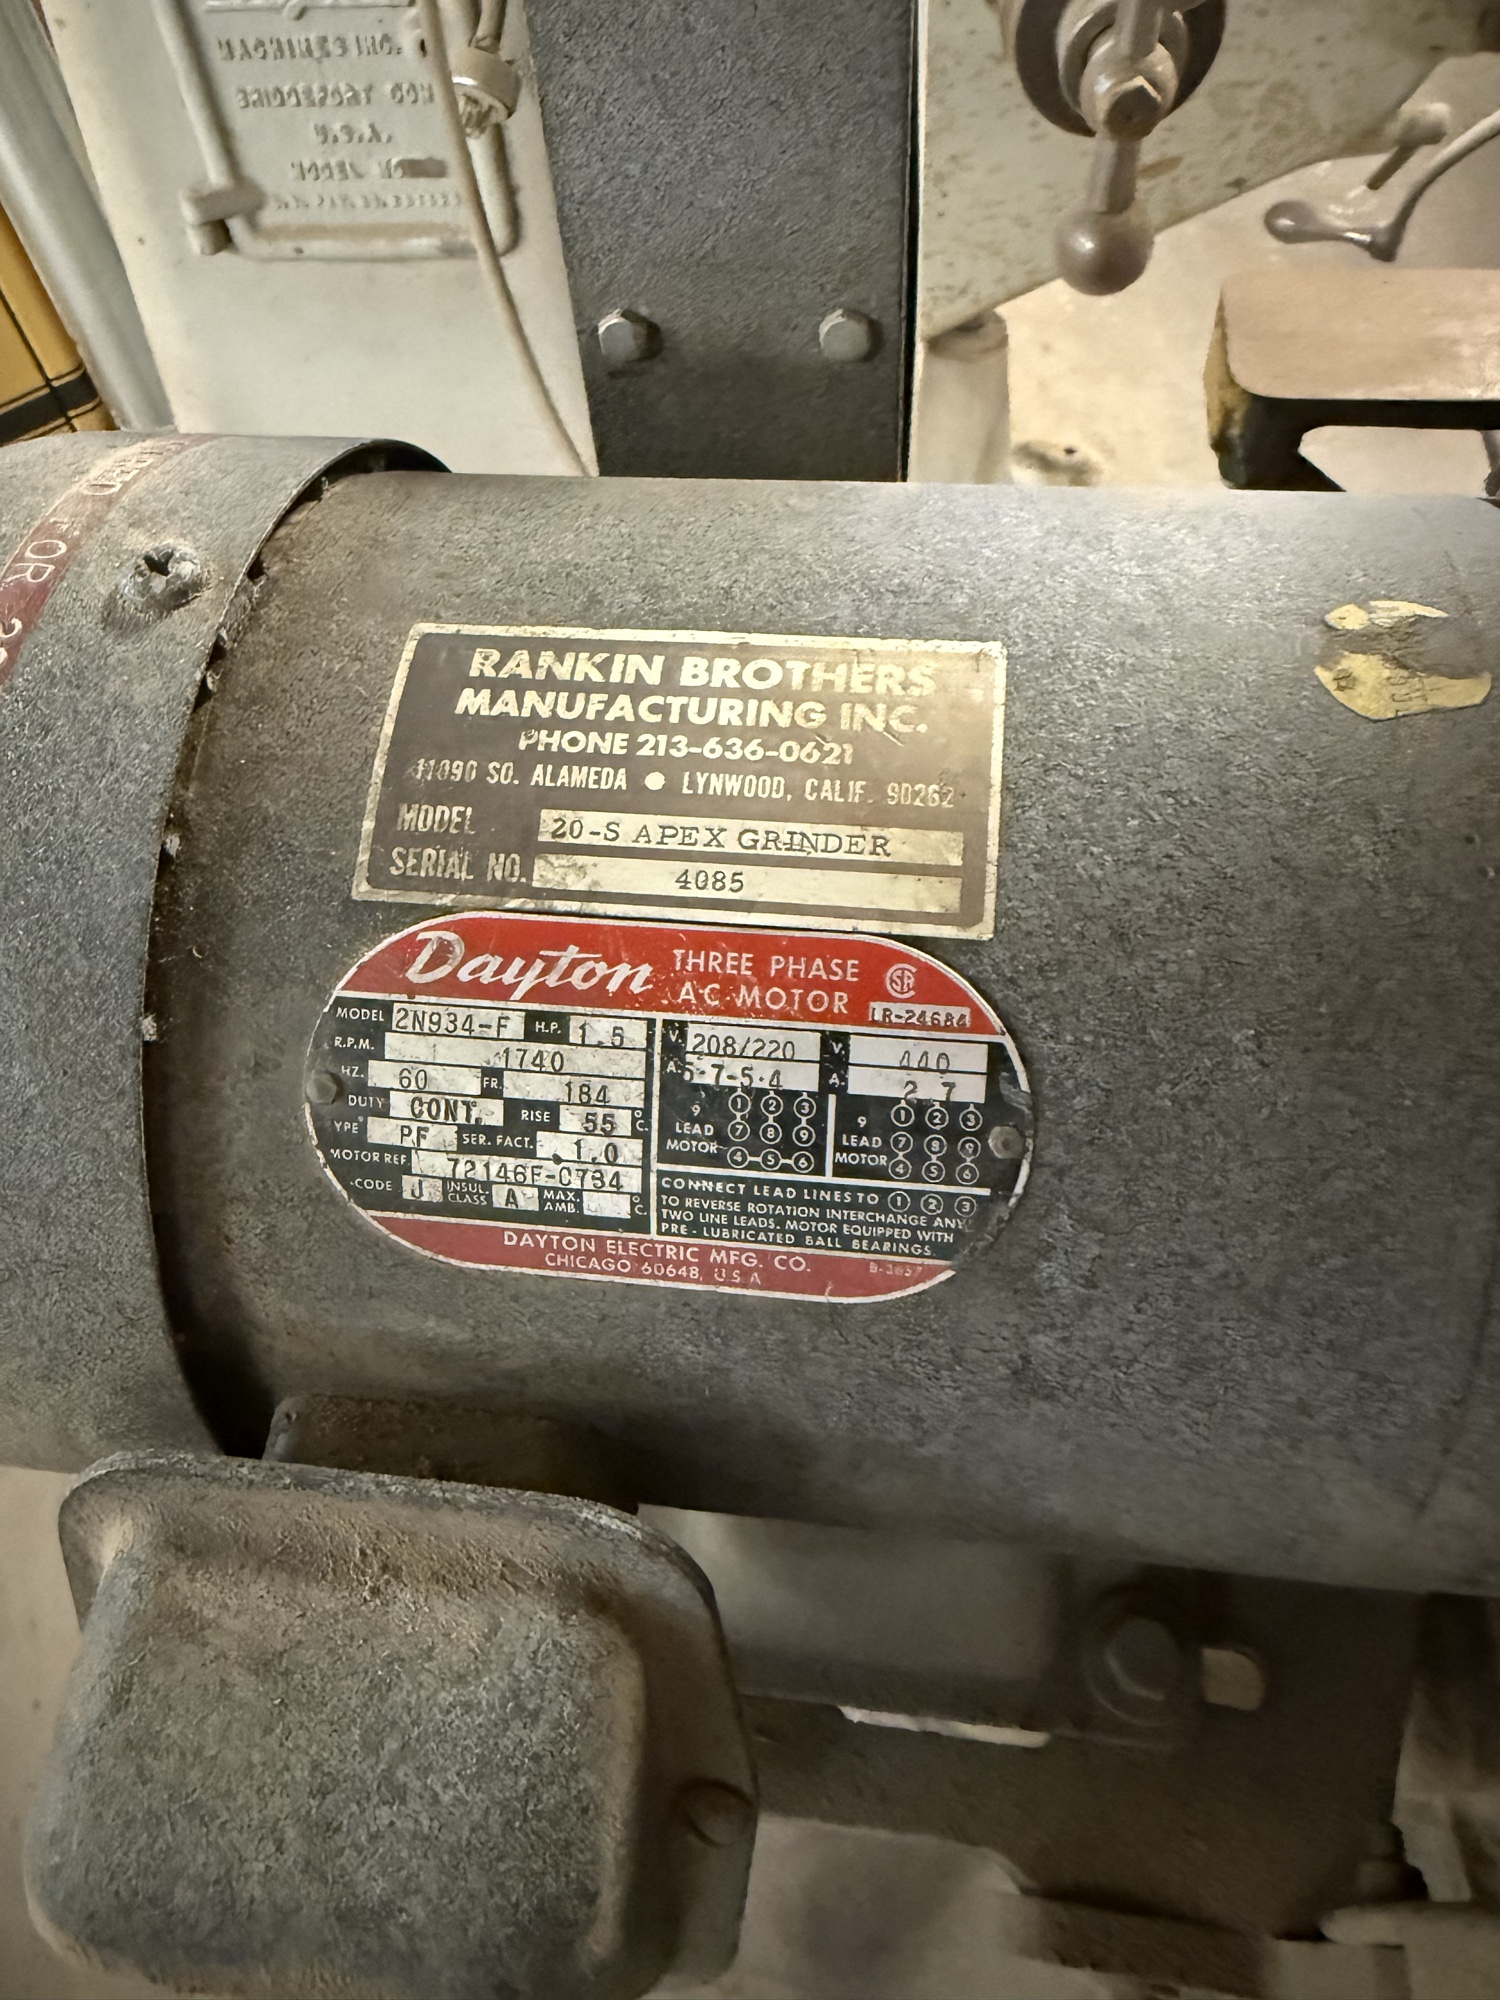 MACHINES INC.
BRIDGEPORT CONN
U.S.A.
MODEL NO
FOR
RANKIN BROTHERS
MANUFACTURING INC.
PHONE 213-636-0621
11090 SO. ALAMEDA ● LYNWOOD, CALIF. 90262
MODEL 20-S APEX GRINDER
SERIAL NO. 4085
Dayton THREE PHASE
AC MOTOR
LR-24684
MODEL 2N934-F H.P. 1.5
R.P.M. 1740
HZ. 60 FR. 184
DUTY CONT. RISE 55 °C.
TYPE PF SER. FACT. 1.0
MOTOR REF. 72146F-C784
CODE J INSUL. CLASS A MAX. AMB. °C.
V. 208/220 V. 440
A. 5.7-5.4 A. 2.7
9 LEAD MOTOR
1 2 3
7 8 9
4-5-6
9 LEAD MOTOR
1 2 3
7 8 9
4 5 6
CONNECT LEAD LINES TO 1 2 3
TO REVERSE ROTATION INTERCHANGE ANY
TWO LINE LEADS. MOTOR EQUIPPED WITH
PRE-LUBRICATED BALL BEARINGS.
DAYTON ELECTRIC MFG. CO.
CHICAGO 60648, U.S.A